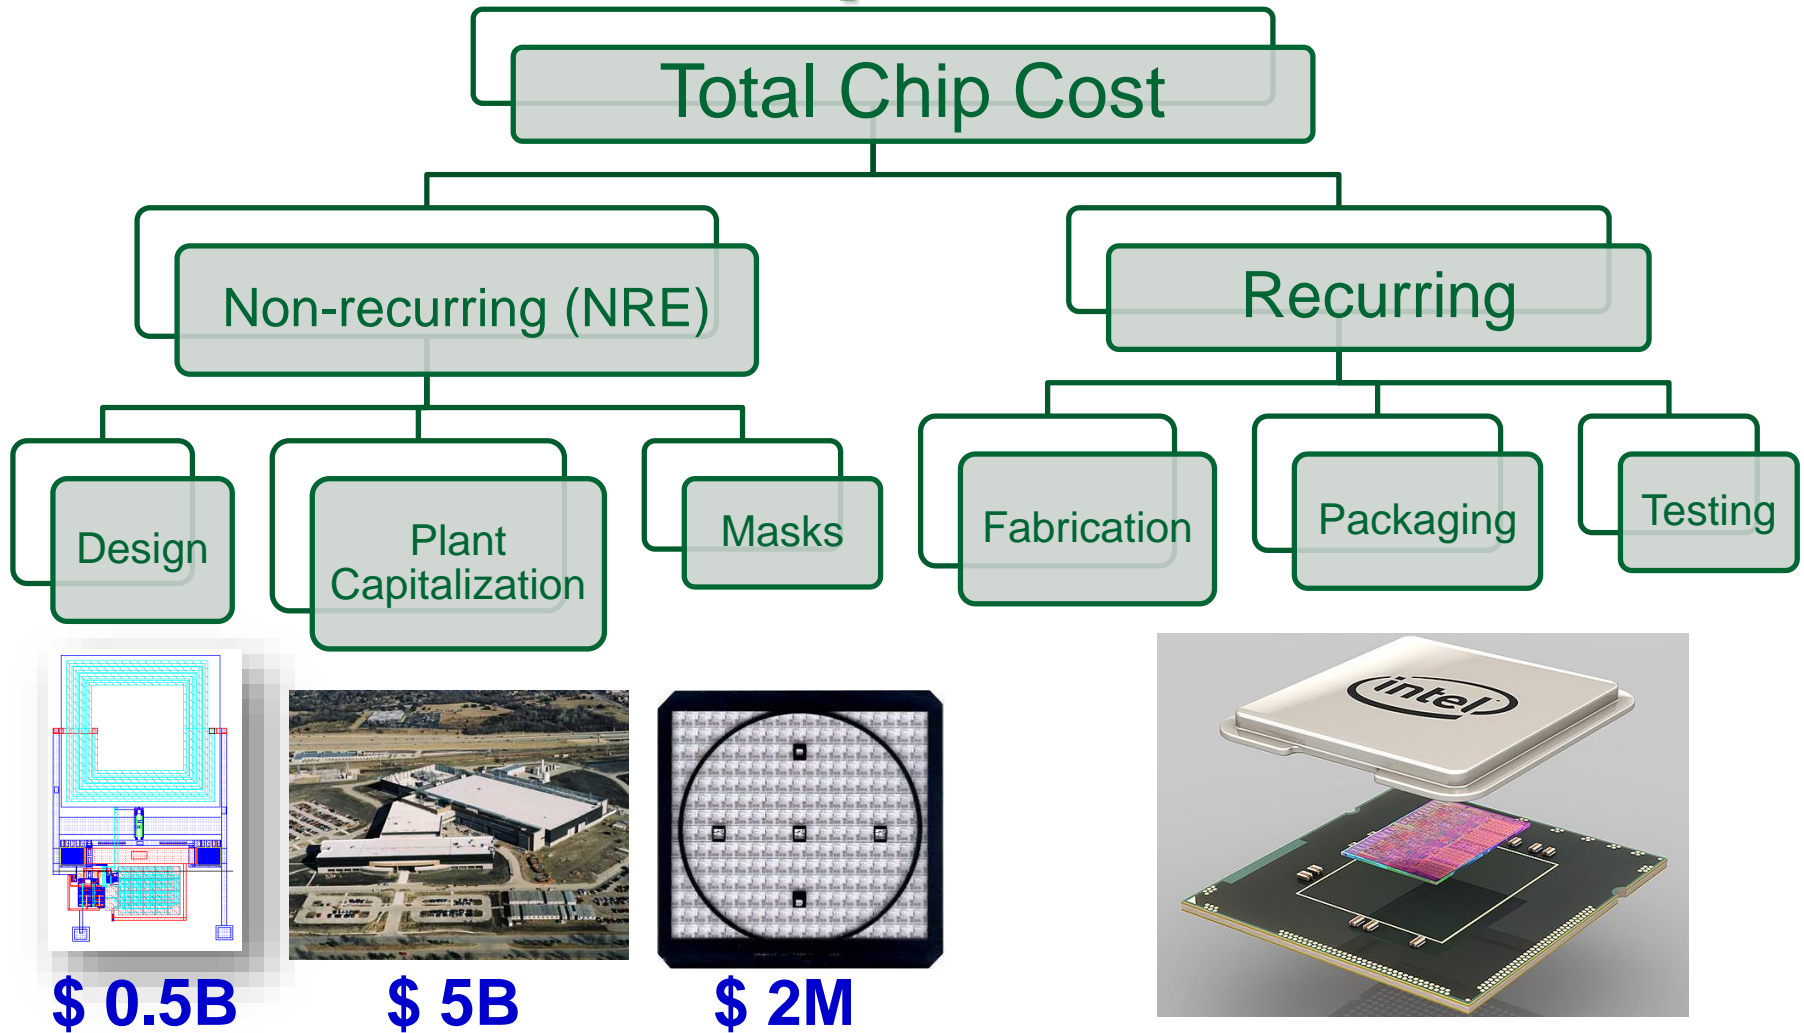 Total Chip Cost
Non-recurring (NRE)
Recurring
Design
Plant
Capitalization
Masks
Fabrication
Packaging
Testing
intel
$ 0.5B
$ 5B
$ 2M